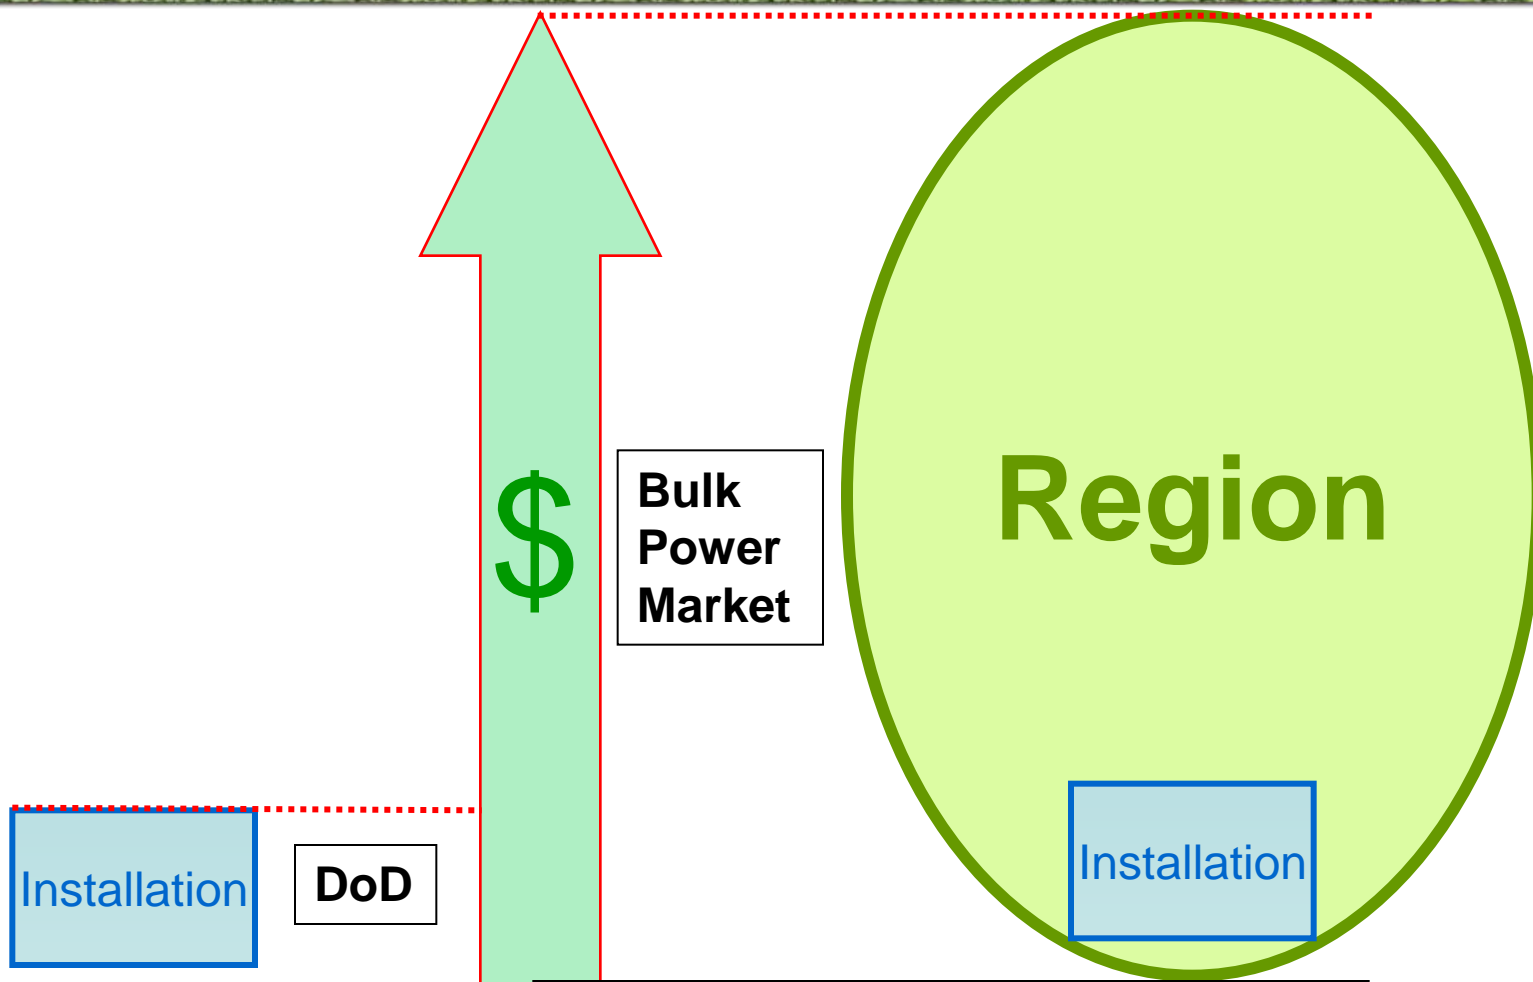 $
Bulk
Power
Market
Region
Installation
DoD
Installation